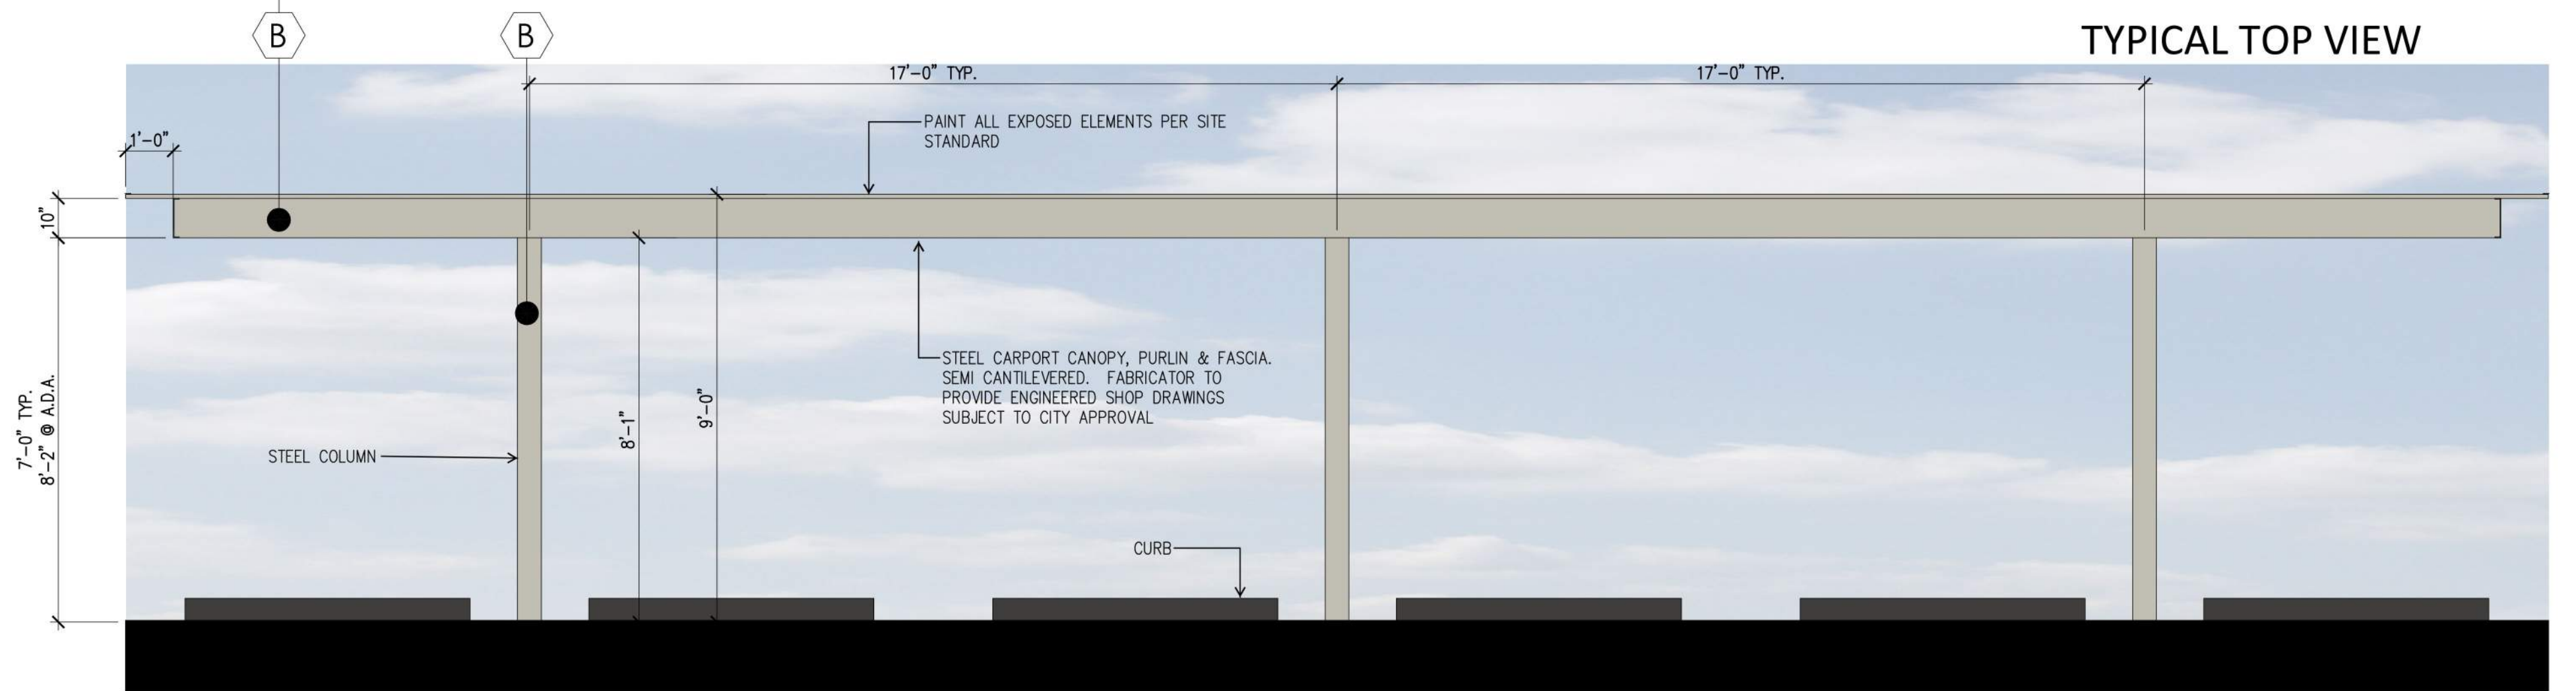 B
B
TYPICAL TOP VIEW
17'-0" TYP.
17'-0" TYP.
1'-0"
PAINT ALL EXPOSED ELEMENTS PER SITE
STANDARD
10"
STEEL CARPORT CANOPY, PURLIN & FASCIA.
SEMI CANTILEVERED. FABRICATOR TO
PROVIDE ENGINEERED SHOP DRAWINGS
SUBJECT TO CITY APPROVAL
7'-0" TYP.
8'-2" @ A.D.A.
8'-1"
9'-0"
STEEL COLUMN
CURB